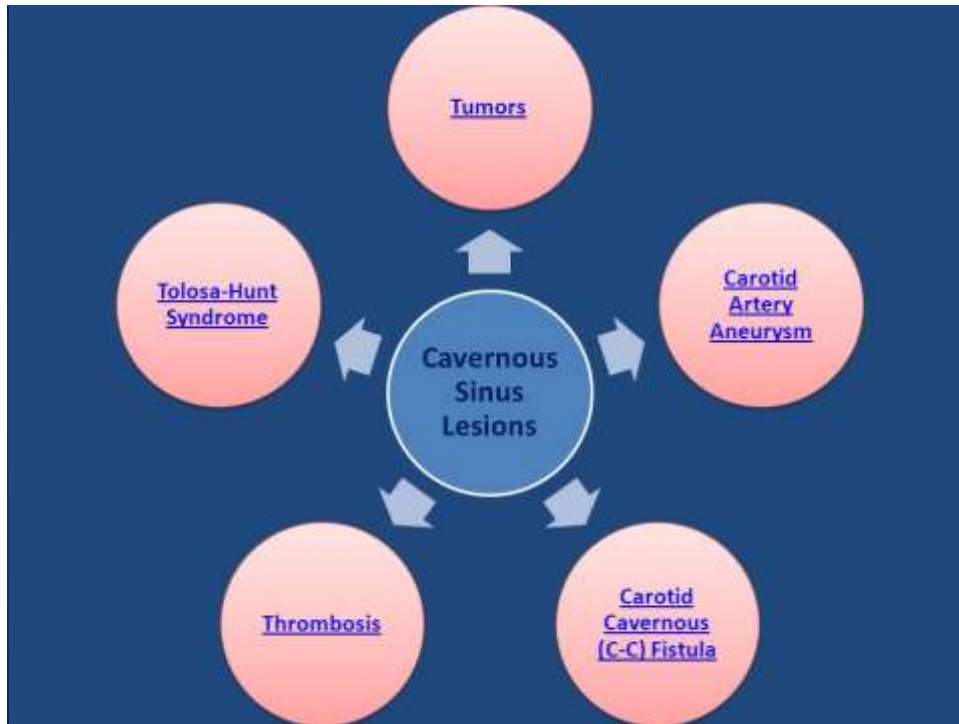 Tumors
Tolosa-Hunt
Syndrome
Carotid
Artery
Aneurysm
Cavernous
Sinus
Lesions
Thrombosis
Carotid
Cavernous
(C-C) Fistula